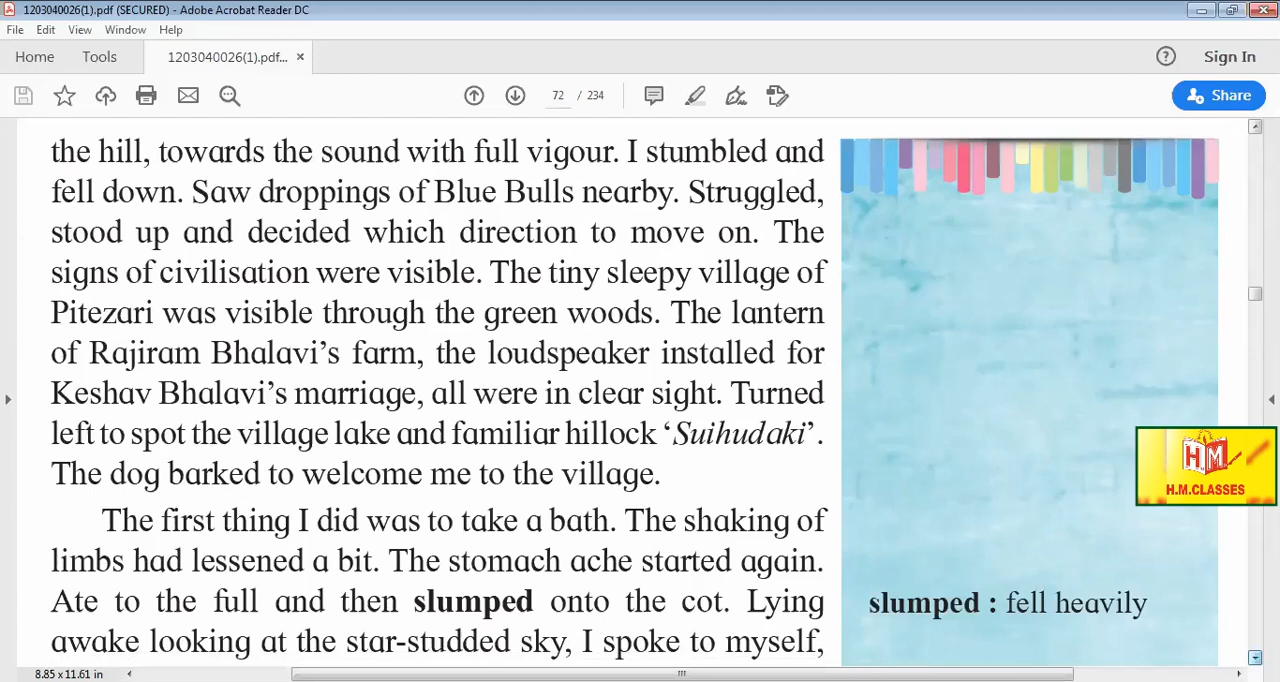 1203040026(1).pdf (SECURED) - Adobe Acrobat Reader DC
File Edit View Window Help
Home Tools 1203040026(1).pdf... × Sign In
72 / 234 Share
the hill, towards the sound with full vigour. I stumbled and
fell down. Saw droppings of Blue Bulls nearby. Struggled,
stood up and decided which direction to move on. The
signs of civilisation were visible. The tiny sleepy village of
Pitezari was visible through the green woods. The lantern
of Rajiram Bhalavi’s farm, the loudspeaker installed for
Keshav Bhalavi’s marriage, all were in clear sight. Turned
left to spot the village lake and familiar hillock ‘Suihudaki’.
The dog barked to welcome me to the village.
The first thing I did was to take a bath. The shaking of
limbs had lessened a bit. The stomach ache started again.
Ate to the full and then slumped onto the cot. Lying
awake looking at the star-studded sky, I spoke to myself,
H.M
H.M.CLASSES
slumped : fell heavily
8.85 x 11.61 in